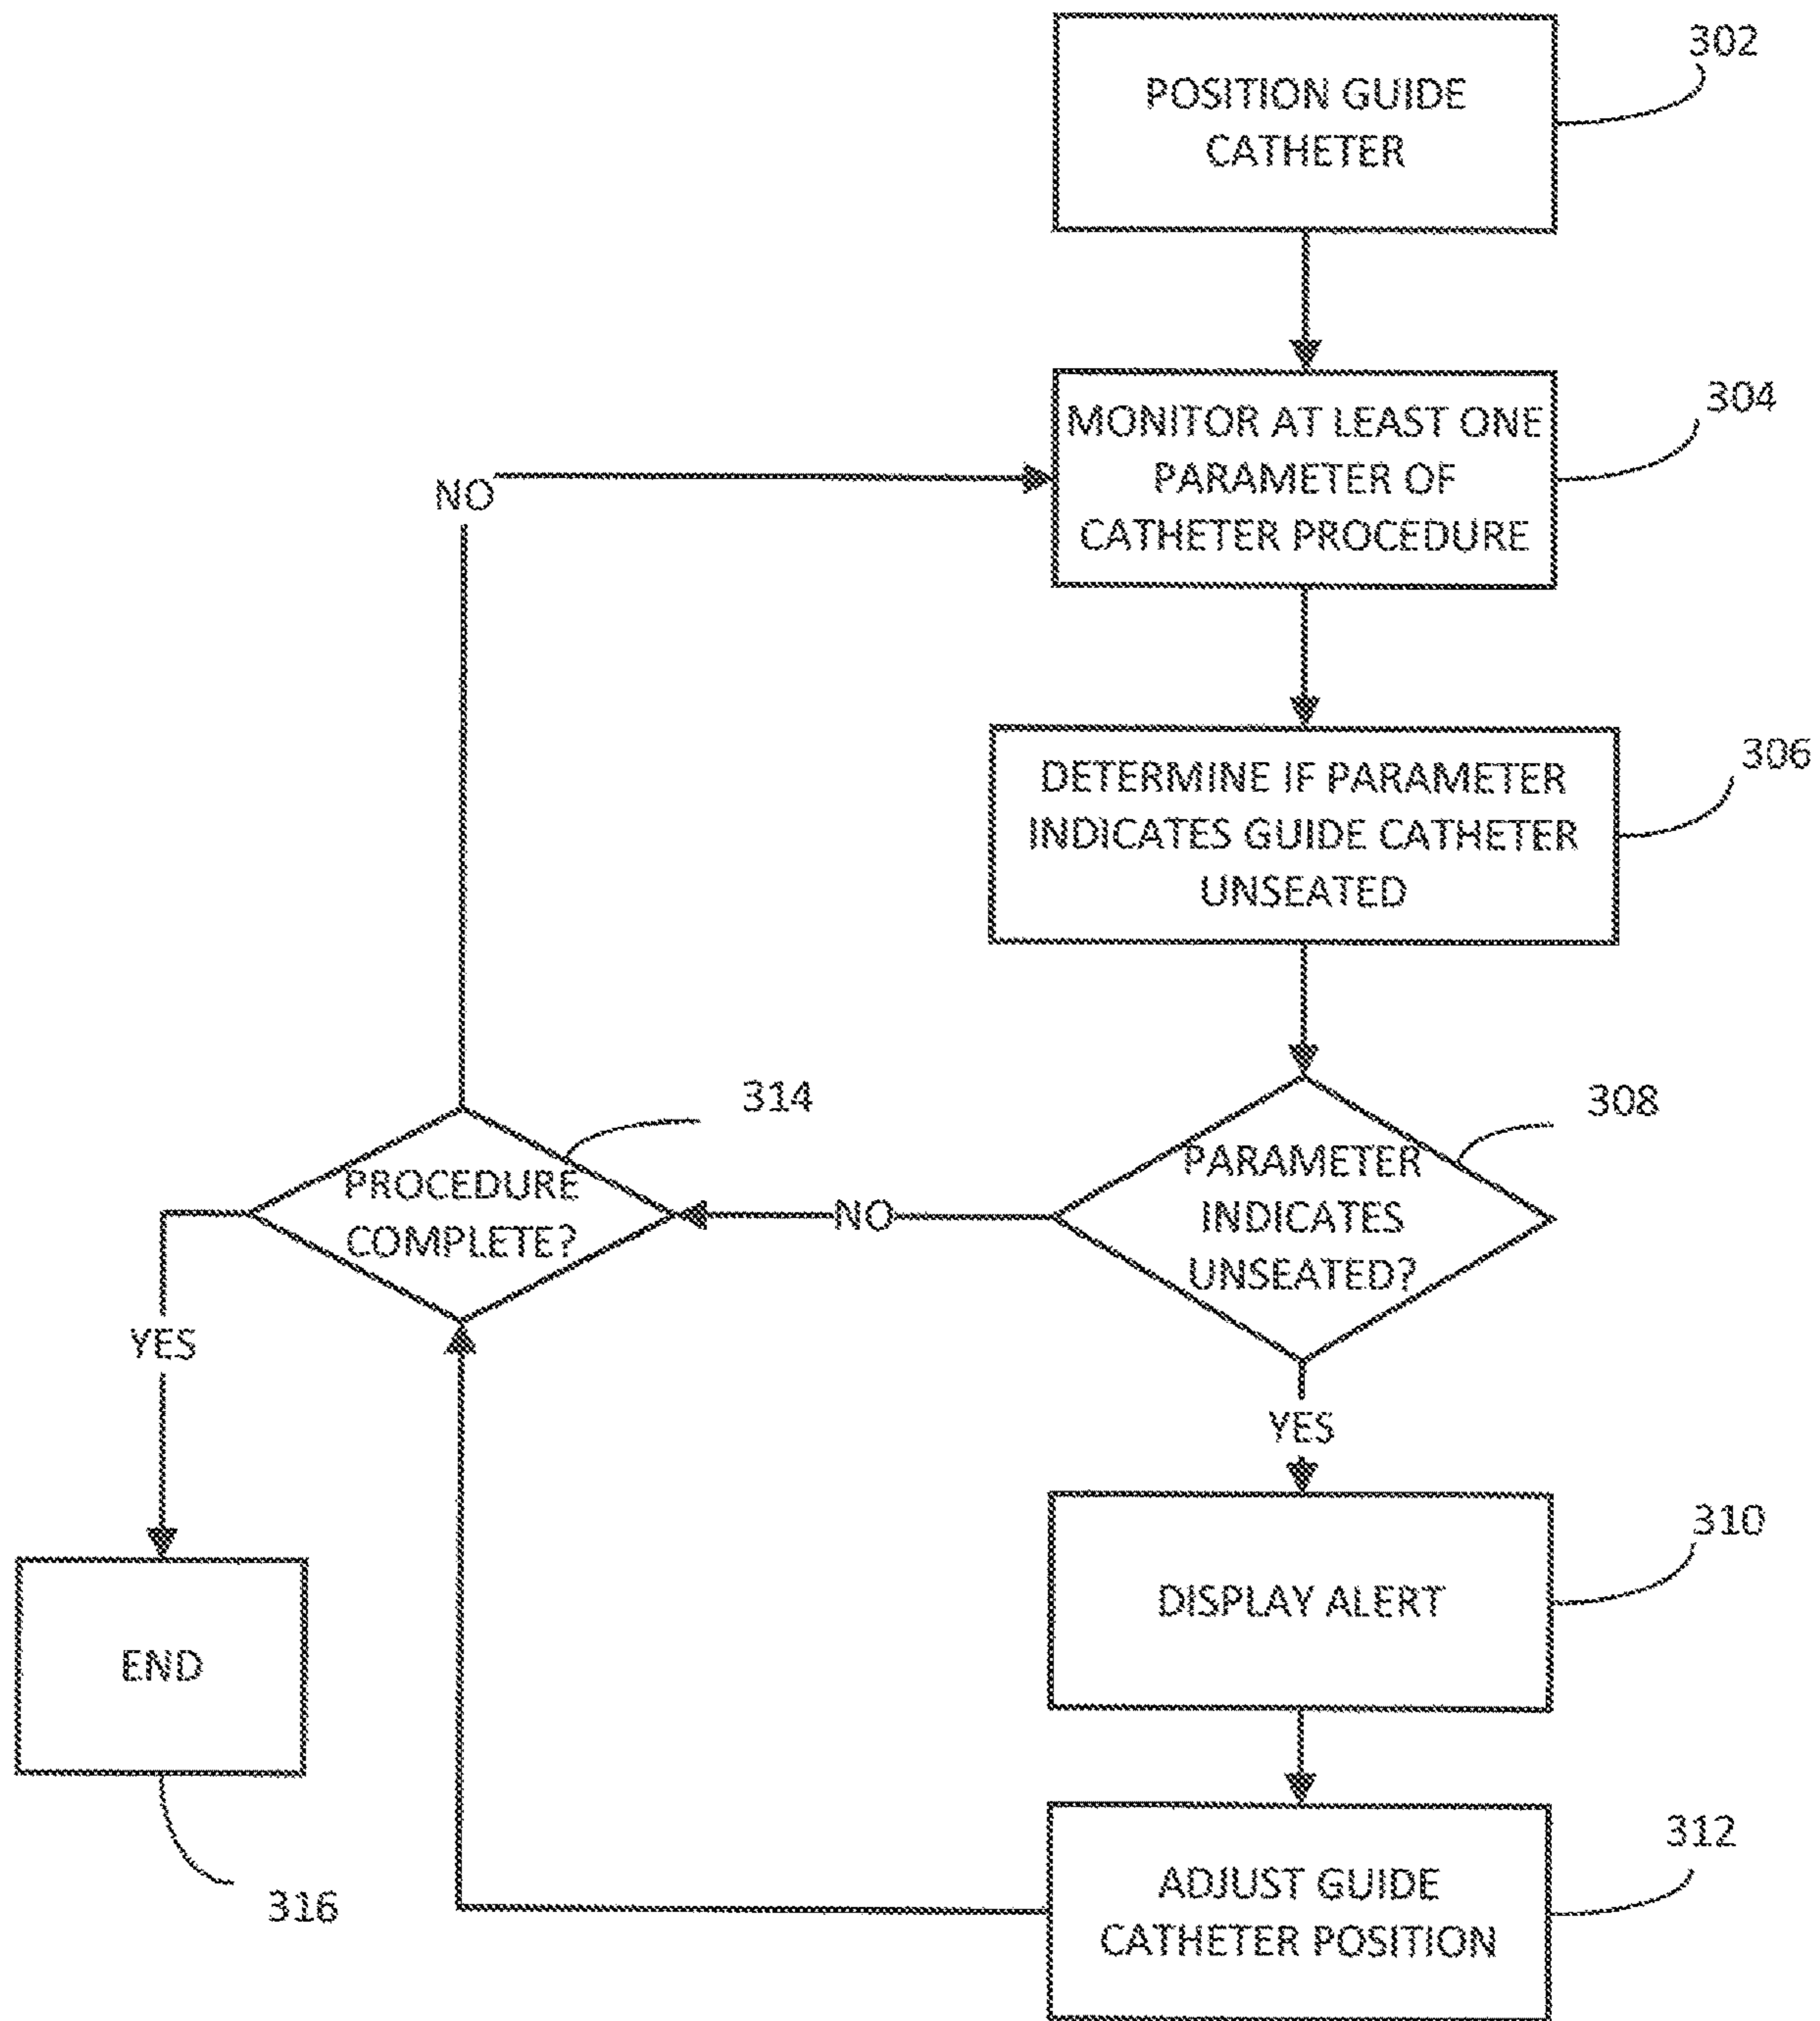 302
POSITION GUIDE
CATHETER
304
MONITOR AT LEAST ONE
PARAMETER OF
CATHETER PROCEDURE
NO
306
DETERMINE IF PARAMETER
INDICATES GUIDE CATHETER
UNSEATED
314
308
PROCEDURE
COMPLETE?
NO
PARAMETER
INDICATES
UNSEATED?
YES
YES
310
DISPLAY ALERT
END
312
316
ADJUST GUIDE
CATHETER POSITION